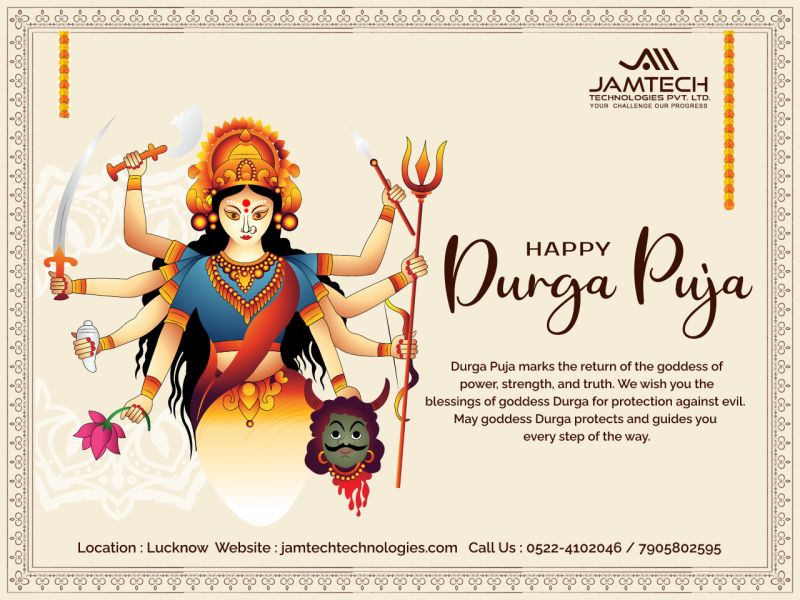 JAMTECH
TECHNOLOGIES PVT. LTD.
YOUR CHALLENGE OUR PROGRESS
HAPPY
Durga Puja
Durga Puja marks the return of the goddess of
power, strength, and truth. We wish you the
blessings of goddess Durga for protection against evil.
May goddess Durga protects and guides you
every step of the way.
Location : Lucknow Website : jamtechtechnologies.com Call Us : 0522-4102046 / 7905802595